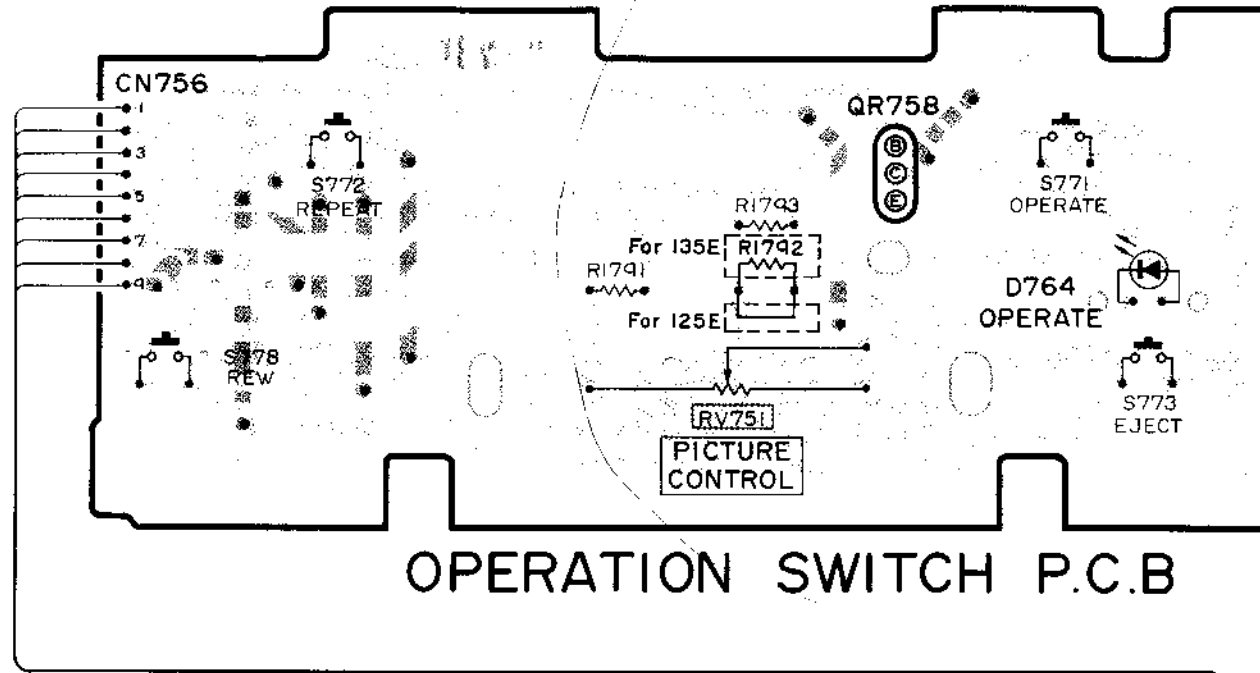 CN756
1
3
5
7
9
S772
REPEAT
S778
REW
QR758
B
C
E
S771
OPERATE
R1793
For 135E
R1792
R1791
For 125E
D764
OPERATE
RV751
PICTURE
CONTROL
S773
EJECT
OPERATION SWITCH P.C.B